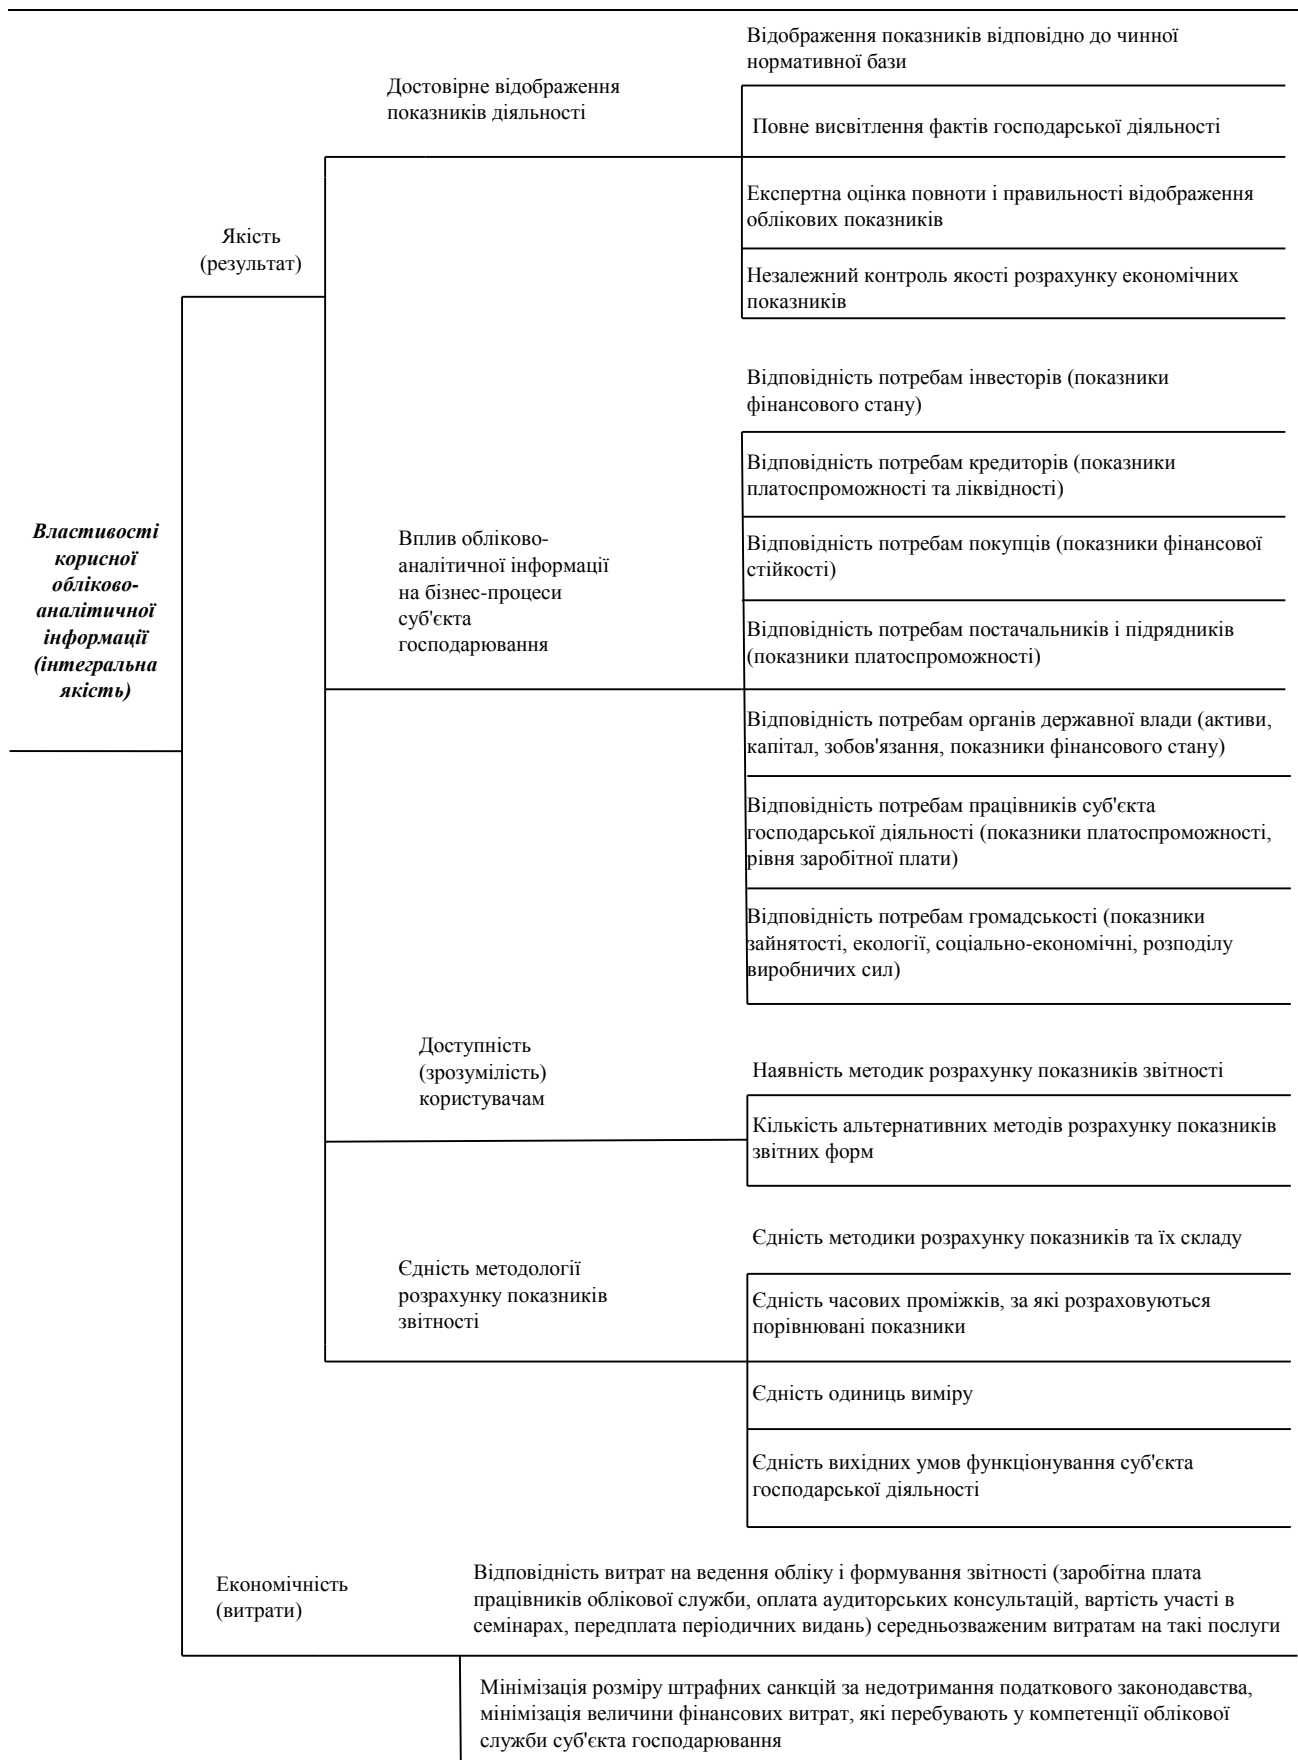 Відображення показників відповідно до чинної
нормативної бази
Достовірне відображення
показників діяльності
Повне висвітлення фактів господарської діяльності
Експертна оцінка повноти і правильності відображення
облікових показників
Якість
(результат)
Незалежний контроль якості розрахунку економічних
показників
Відповідність потребам інвесторів (показники
фінансового стану)
Відповідність потребам кредиторів (показники
платоспроможності та ліквідності)
Властивості
корисної
обліково-
аналітичної
інформації
(інтегральна
якість)
Вплив обліково-
аналітичної інформації
на бізнес-процеси
суб'єкта
господарювання
Відповідність потребам покупців (показники фінансової
стійкості)
Відповідність потребам постачальників і підрядників
(показники платоспроможності)
Відповідність потребам органів державної влади (активи,
капітал, зобов'язання, показники фінансового стану)
Відповідність потребам працівників суб'єкта
господарської діяльності (показники платоспроможності,
рівня заробітної плати)
Відповідність потребам громадськості (показники
зайнятості, екології, соціально-економічні, розподілу
виробничих сил)
Доступність
(зрозумілість)
користувачам
Наявність методик розрахунку показників звітності
Кількість альтернативних методів розрахунку показників
звітних форм
Єдність методики розрахунку показників та їх складу
Єдність методології
розрахунку показників
звітності
Єдність часових проміжків, за які розраховуються
порівнювані показники
Єдність одиниць виміру
Єдність вихідних умов функціонування суб'єкта
господарської діяльності
Економічність
(витрати)
Відповідність витрат на ведення обліку і формування звітності (заробітна плата
працівників облікової служби, оплата аудиторських консультацій, вартість участі в
семінарах, передплата періодичних видань) середньозваженим витратам на такі послуги
Мінімізація розміру штрафних санкцій за недотримання податкового законодавства,
мінімізація величини фінансових витрат, які перебувають у компетенції облікової
служби суб'єкта господарювання